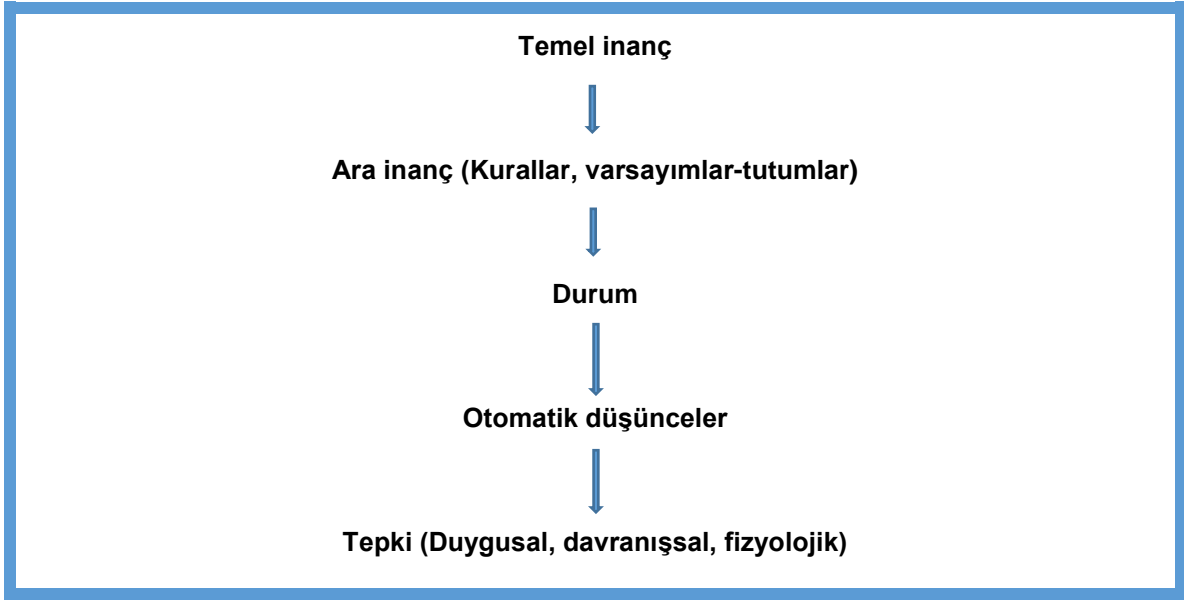 Temel inanç
Ara inanç (Kurallar, varsayımlar-tutumlar)
Durum
Otomatik düşünceler
Tepki (Duygusal, davranışsal, fizyolojik)